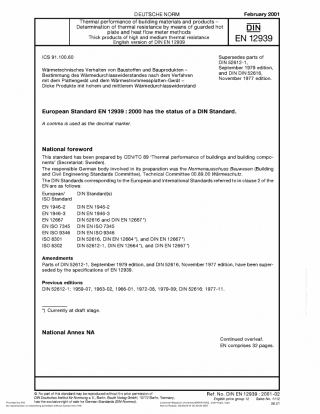 DEUTSCHE NORM
February 2001
Thermal performance of building materials and products –
Determination of thermal resistance by means of guarded hot
plate and heat flow meter methods
Thick products of high and medium thermal resistance
English version of DIN EN 12939
DIN
EN 12939
ICS 91.100.60
Supersedes parts of
DIN 52612-1,
September 1979 edition,
and DIN DIN 52616,
November 1977 edition.
Wärmetechnisches Verhalten von Baustoffen und Bauprodukten –
Bestimmung des Wärmedurchlasswiderstandes nach dem Verfahren
mit dem Plattengerät und dem Wärmestrommessplatten-Gerät –
Dicke Produkte mit hohem und mittlerem Wärmedurchlasswiderstand
European Standard EN 12939 : 2000 has the status of a DIN Standard.
A comma is used as the decimal marker.
National foreword
This standard has been prepared by CEN/TC 89 'Thermal performance of buildings and building compo-
nents' (Secretariat: Sweden).
The responsible German body involved in its preparation was the Normenausschuss Bauwesen (Building
and Civil Engineering Standards Committee), Technical Committee 00.89.00 Wärmeschutz.
The DIN Standards corresponding to the European and International Standards referred to in clause 2 of the
EN are as follows:
European/ DIN Standard(s)
ISO Standard
EN 1946-2 DIN EN 1946-2
EN 1946-3 DIN EN 1946-3
EN 12667 DIN 52616 and DIN EN 12667*)
EN ISO 7345 DIN EN ISO 7345
EN ISO 9346 DIN EN ISO 9346
ISO 8301 DIN 52616, DIN EN 12664*), and DIN EN 12667*)
ISO 8302 DIN 52612-1, DIN EN 12664*), and DIN EN 12667*)
Amendments
Parts of DIN 52612-1, September 1979 edition, and DIN 52616, November 1977 edition, have been super-
seded by the specifications of EN 12939.
Previous editions
DIN 52612-1: 1959-07, 1963-02, 1966-01, 1972-06, 1979-09; DIN 52616: 1977-11.
*) Currently at draft stage.
National Annex NA
Continued overleaf.
EN comprises 32 pages.
© No part of this standard may be reproduced without the prior permission of
DIN Deutsches Institut für Normung e.V., Berlin. Beuth Verlag GmbH, 10772 Berlin, Germany,
has the exclusive right of sale for German Standards (DIN-Normen).
Ref. No. DIN EN 12939 : 2001-02
English price group 12 Sales No. 1112